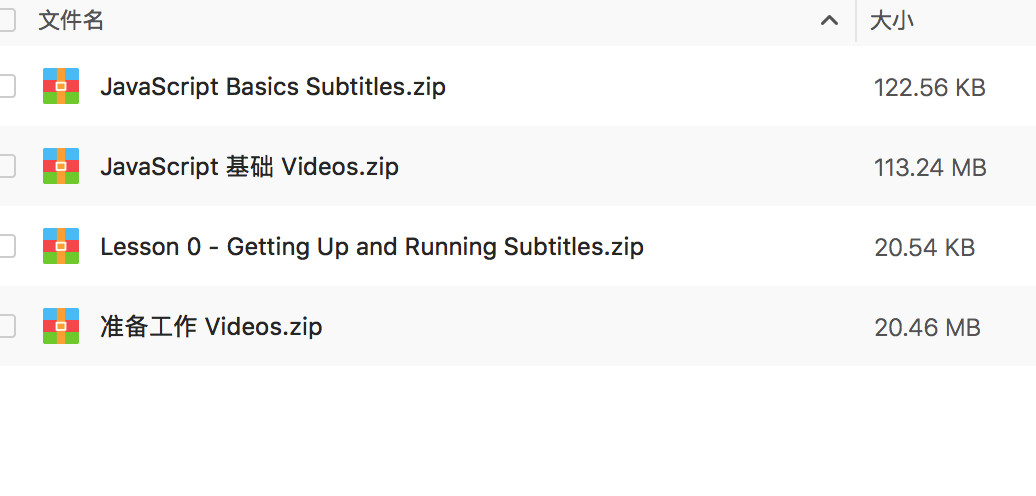 文件名 大小
JavaScript Basics Subtitles.zip 122.56 KB
JavaScript 基础 Videos.zip 113.24 MB
Lesson 0 - Getting Up and Running Subtitles.zip 20.54 KB
准备工作 Videos.zip 20.46 MB